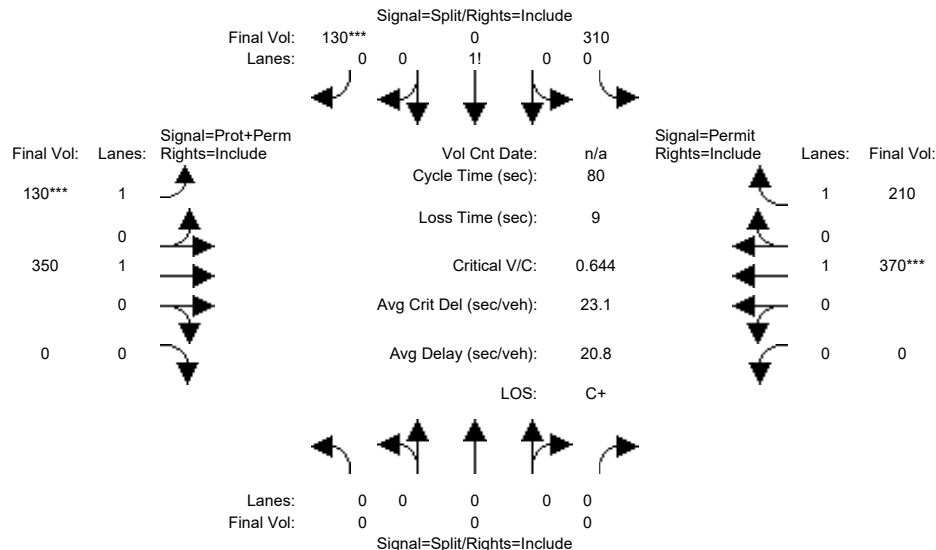 Signal=Split/Rights=Include
Final Vol: 130*** 0 310
Lanes: 0 0 1! 0 0
Signal=Prot+Perm
Final Vol: Lanes: Rights=Include
Vol Cnt Date: n/a
Signal=Permit
Rights=Include Lanes: Final Vol:
Cycle Time (sec): 80
130*** 1
1 210
Loss Time (sec): 9
0
0
350 1
Critical V/C: 0.644
1 370***
0
Avg Crit Del (sec/veh): 23.1
0
0 0
Avg Delay (sec/veh): 20.8
0 0
LOS: C+
Lanes: 0 0 0 0 0
Final Vol: 0 0 0
Signal=Split/Rights=Include